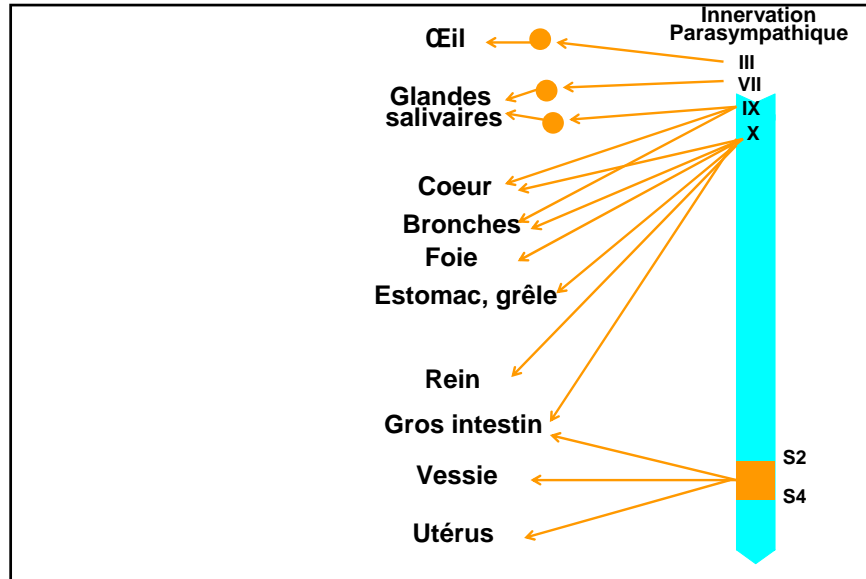 Innervation
Parasympathique
Œil
III
VII
Glandes
salivaires
IX
X
Coeur
Bronches
Foie
Estomac, grêle
Rein
Gros intestin
S2
Vessie
S4
Utérus